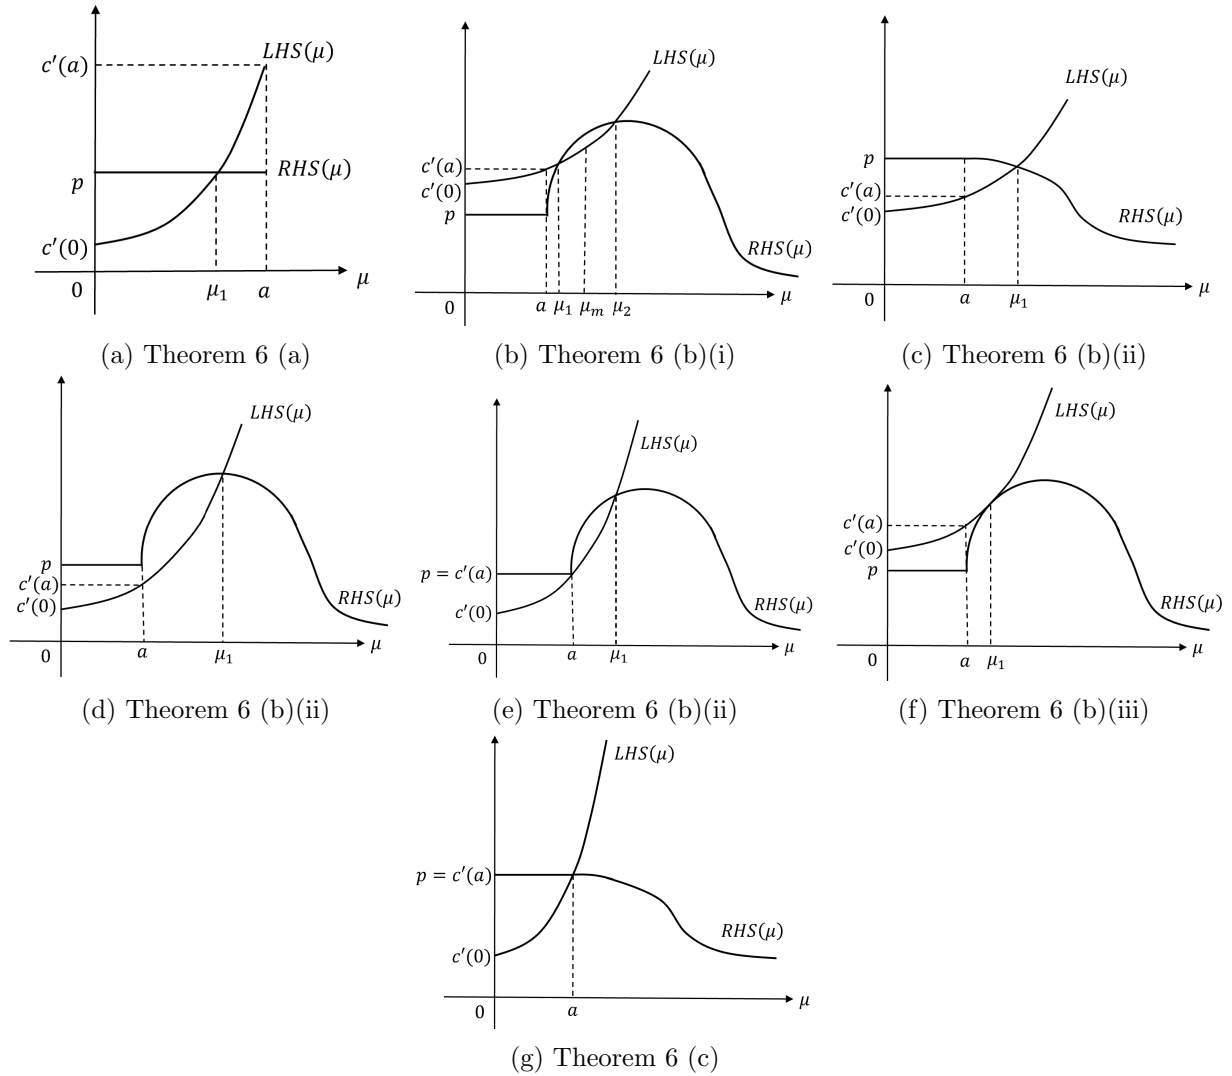 LHS(μ)
c′(a)
RHS(μ)
p
c′(0)
0
μ₁
a
μ
(a) Theorem 6 (a)
LHS(μ)
c′(a)
c′(0)
p
RHS(μ)
0
a
μ₁
μₘ
μ₂
μ
(b) Theorem 6 (b)(i)
LHS(μ)
p
c′(a)
c′(0)
RHS(μ)
0
a
μ₁
μ
(c) Theorem 6 (b)(ii)
LHS(μ)
p
c′(a)
c′(0)
RHS(μ)
0
a
μ₁
μ
(d) Theorem 6 (b)(ii)
LHS(μ)
p = c′(a)
c′(0)
RHS(μ)
0
a
μ₁
μ
(e) Theorem 6 (b)(ii)
LHS(μ)
c′(a)
c′(0)
p
RHS(μ)
0
a
μ₁
μ
(f) Theorem 6 (b)(iii)
LHS(μ)
p = c′(a)
RHS(μ)
c′(0)
0
a
μ
(g) Theorem 6 (c)